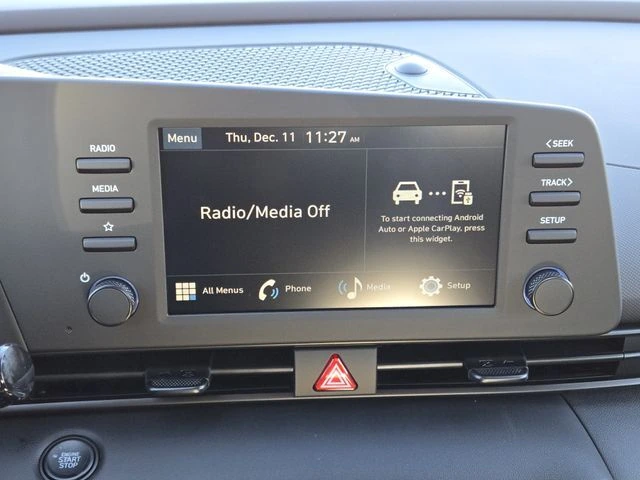 Menu
Thu, Dec. 11 11:27 AM
RADIO
MEDIA
Radio/Media Off
To start connecting Android
Auto or Apple CarPlay, press
this widget.
All Menus
Phone
Media
Setup
<SEEK
TRACK>
SETUP
ENGINE
START
STOP